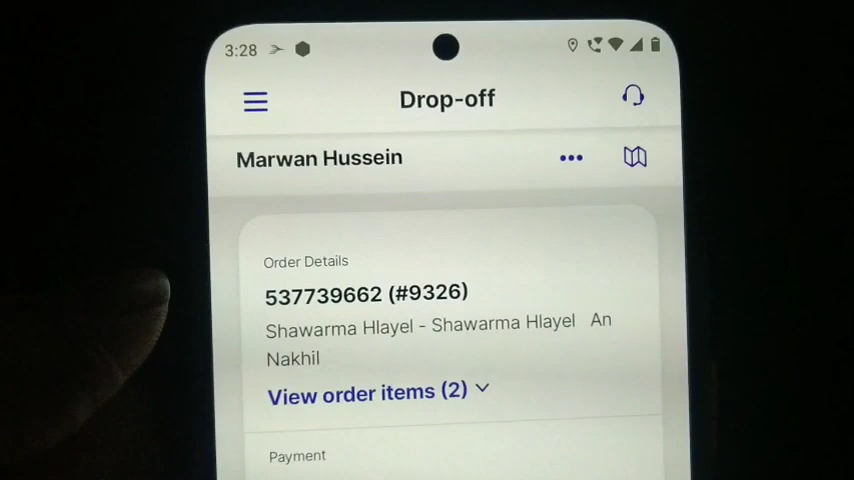 3:28
Drop-off
Marwan Hussein
Order Details
537739662 (#9326)
Shawarma Hlayel - Shawarma Hlayel An
Nakhil
View order items (2)
Payment